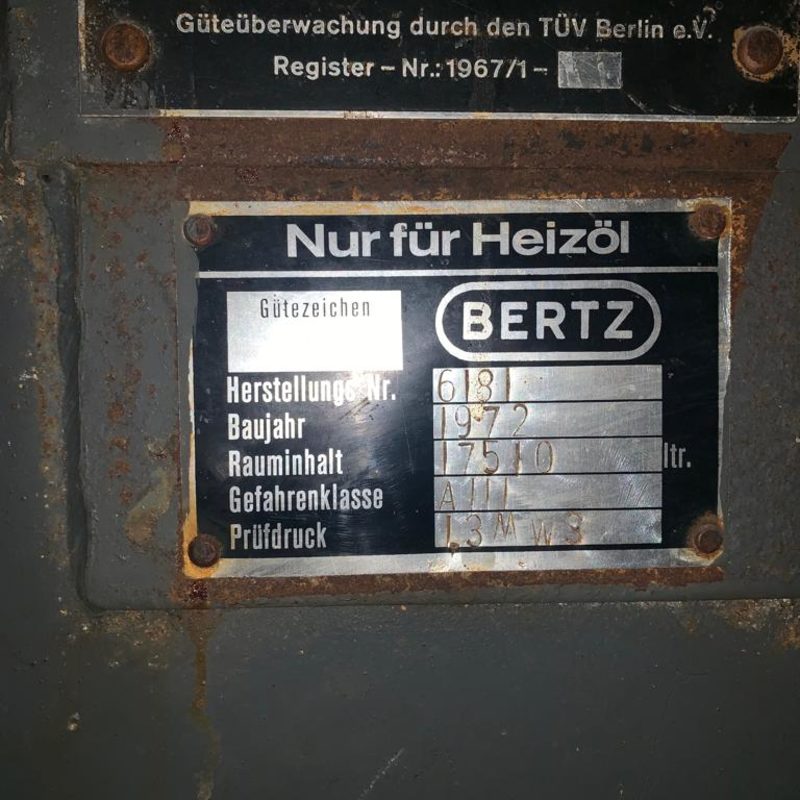 Güteüberwachung durch den TÜV Berlin e.V.
Register – Nr.: 1967/1 –
Nur für Heizöl
Gütezeichen
BERTZ
Herstellungs Nr. 6181
Baujahr 1972
Rauminhalt 17510 ltr.
Gefahrenklasse A III
Prüfdruck 1,3 M W S